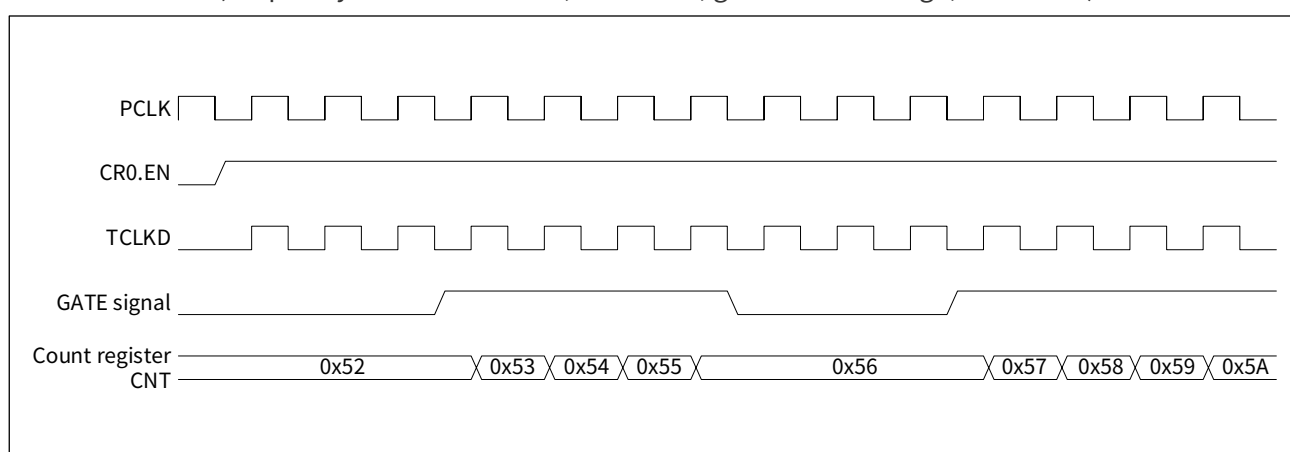 PCLK
CR0.EN
TCLKD
GATE signal
Count register
CNT
0x52 0x53 0x54 0x55 0x56 0x57 0x58 0x59 0x5A